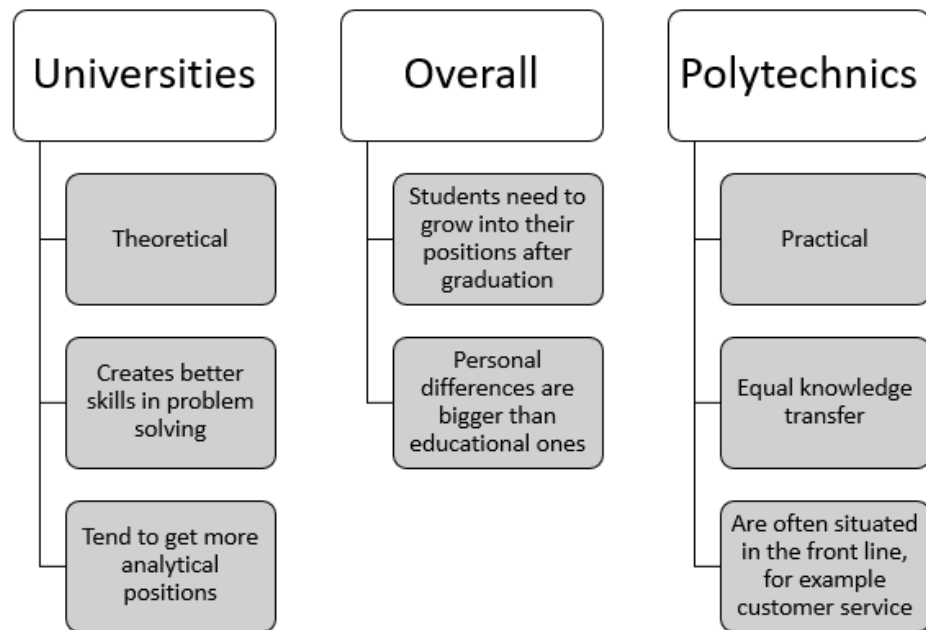 Universities
Theoretical
Creates better
skills in problem
solving
Tend to get more
analytical
positions
Overall
Students need to
grow into their
positions after
graduation
Personal
differences are
bigger than
educational ones
Polytechnics
Practical
Equal knowledge
transfer
Are often situated
in the front line,
for example
customer service